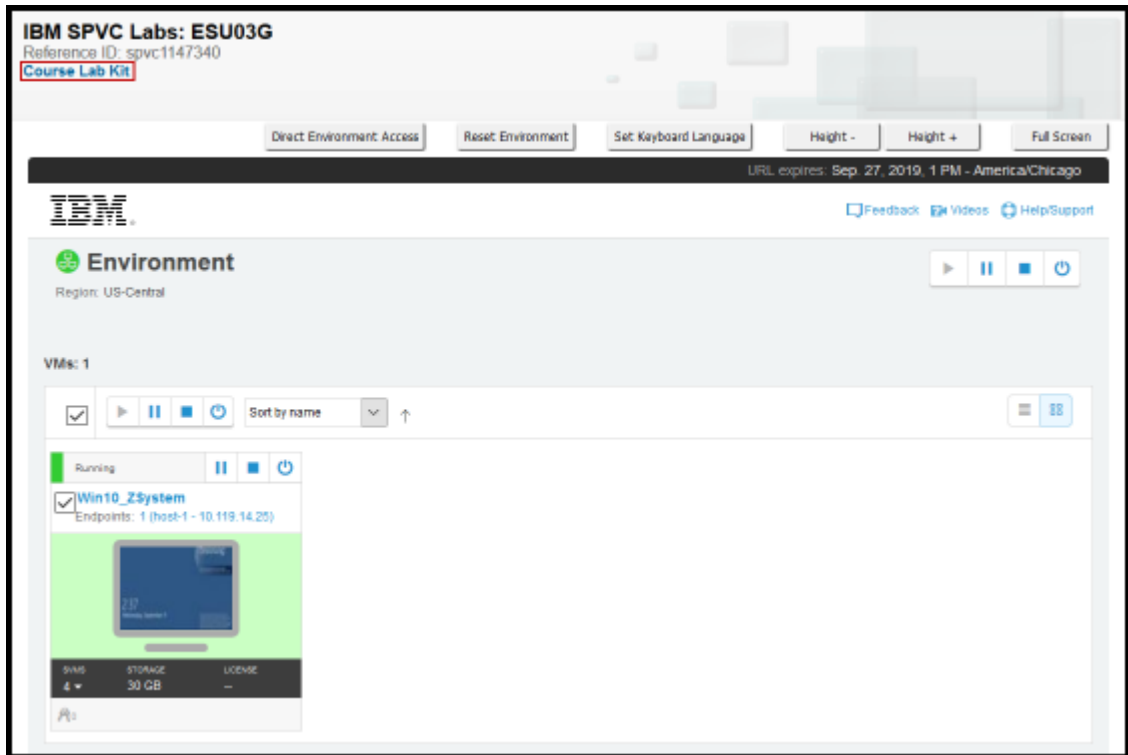 IBM SPVC Labs: ESU03G
Reference ID: spvc1147340
Course Lab Kit
Direct Environment Access Reset Environment Set Keyboard Language Height - Height + Full Screen
URL expires: Sep. 27, 2019, 1 PM - America/Chicago
IBM.
Feedback Videos Help/Support
Environment
Region: US-Central
VMs: 1
Sort by name
Running
Win10_ZSystem
Endpoints: 1 (host-1 - 10.119.14.25)
2:37
SVMS STORAGE LICENSE
4 30 GB --